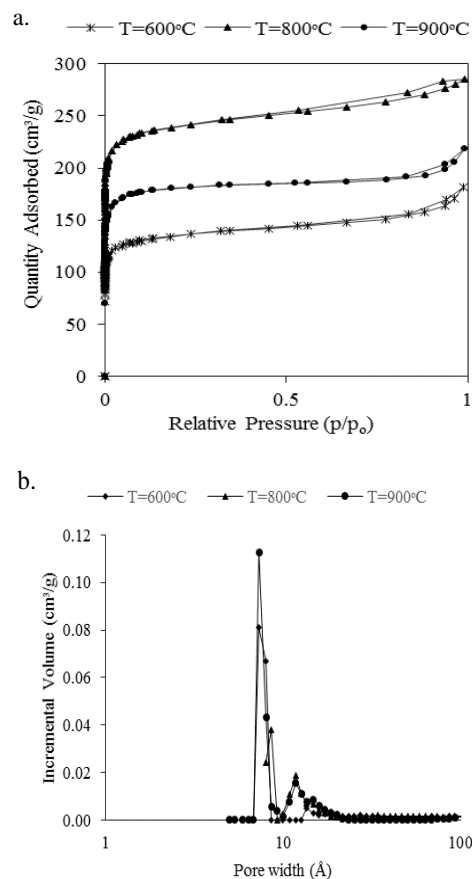 a.
T=600°C T=800°C T=900°C
300
250
200
150
100
50
0
Quantity Adsorbed (cm³/g)
0 0.5 1
Relative Pressure (p/pₒ)
b.
T=600°C T=800°C T=900°C
0.12
0.10
0.08
0.06
0.04
0.02
0.00
Incremental Volume (cm³/g)
1 10 100
Pore width (Å)